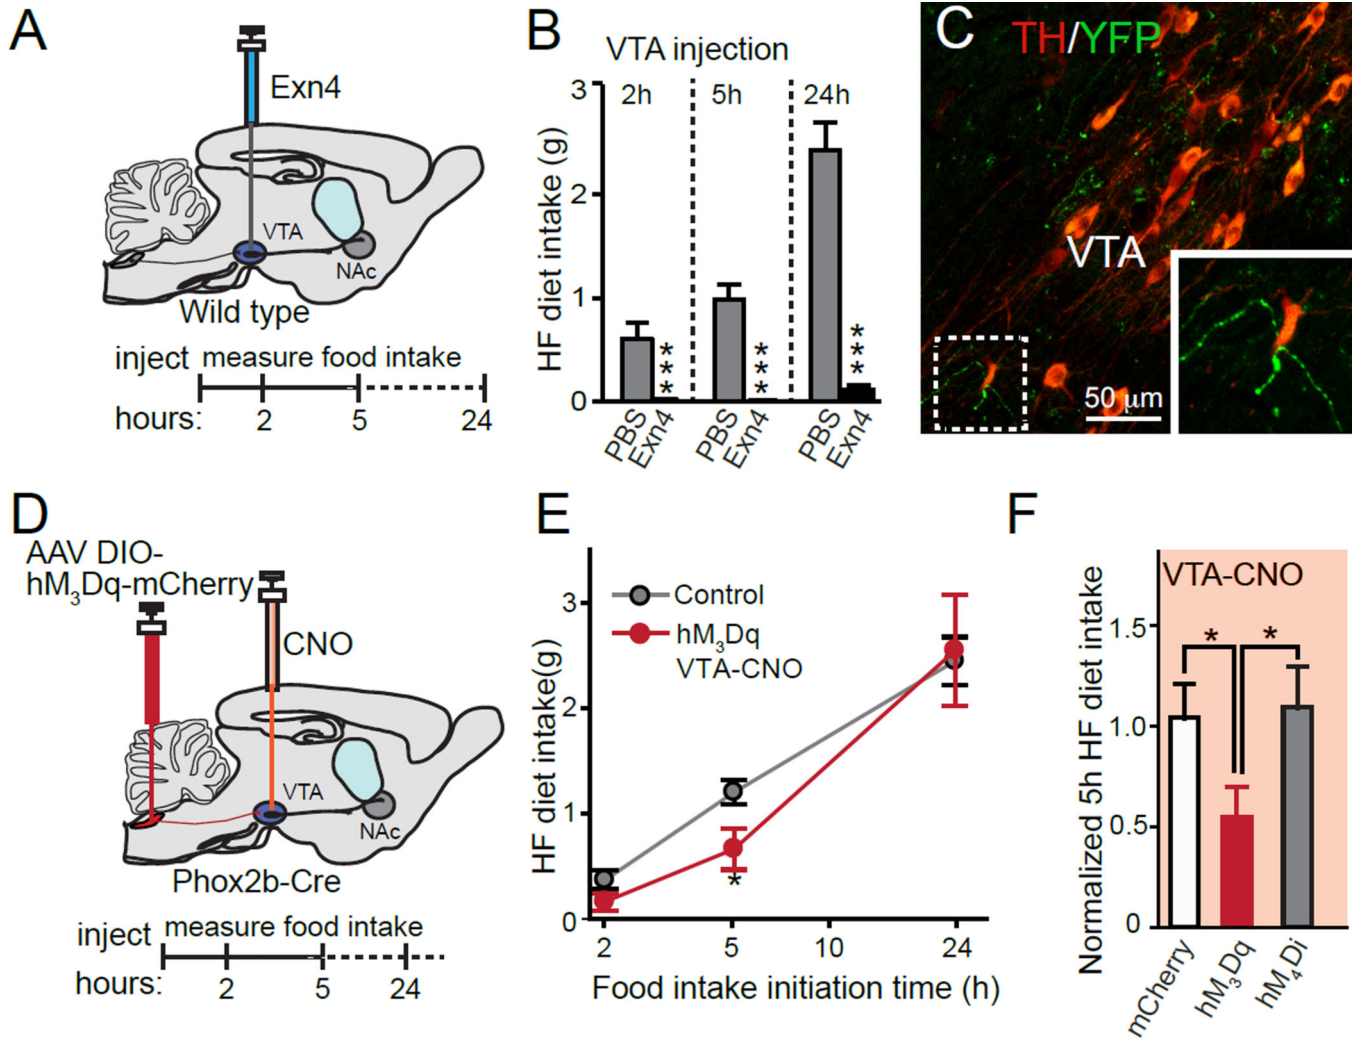 A
Exn4
VTA
NAc
Wild type
inject measure food intake
hours: 2 5 24
B
VTA injection
2h 5h 24h
HF diet intake (g)
3
2
1
0
***
***
***
PBS
Exn4
PBS
Exn4
PBS
Exn4
C
TH/YFP
VTA
50 μm
D
AAV DIO-
hM3Dq-mCherry
CNO
VTA
NAc
Phox2b-Cre
inject measure food intake
hours: 2 5 24
E
Control
hM3Dq
VTA-CNO
HF diet intake(g)
3
2
1
0
*
2 5 10 24
Food intake initiation time (h)
F
VTA-CNO
Normalized 5h HF diet intake
* *
1.5
1.0
0.5
0
mCherry
hM3Dq
hM4Di